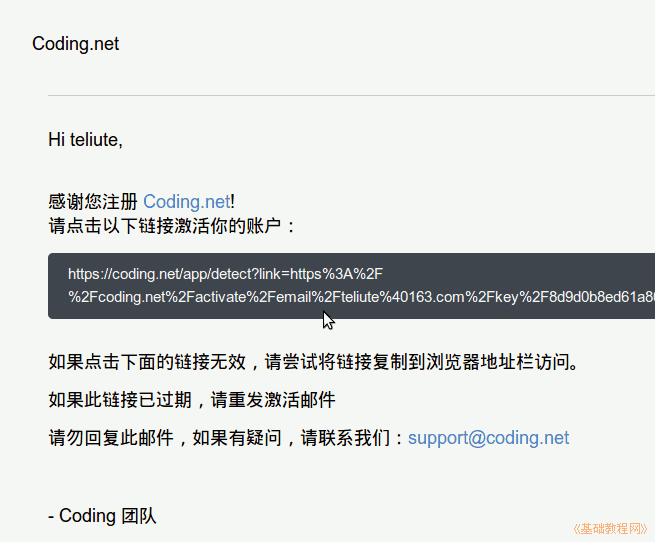 Coding.net
Hi teliute,
感谢您注册 Coding.net!
请点击以下链接激活你的账户：
https://coding.net/app/detect?link=https%3A%2F
%2Fcoding.net%2Factivate%2Femail%2Fteliute%40163.com%2Fkey%2F8d9d0b8ed61a8
如果点击下面的链接无效，请尝试将链接复制到浏览器地址栏访问。
如果此链接已过期，请重发激活邮件
请勿回复此邮件，如果有疑问，请联系我们：support@coding.net
- Coding 团队
《基础教程网》